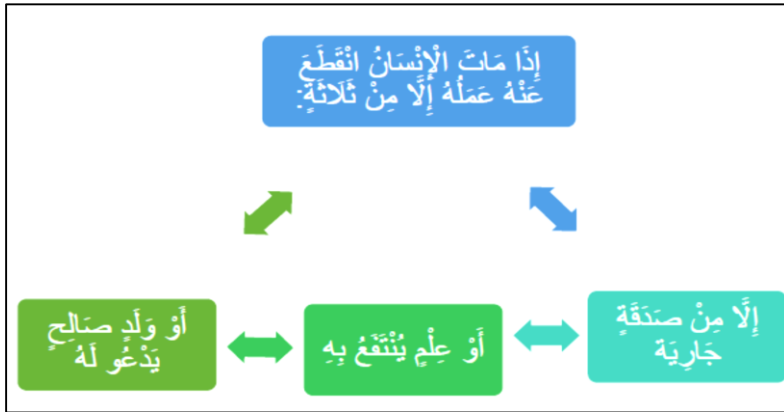 إِذَا مَاتَ الْإِنْسَانُ انْقَطَعَ
عَنْهُ عَمَلُهُ إِلَّا مِنْ ثَلَاثَةٍ:
إِلَّا مِنْ صَدَقَةٍ
جَارِيَة
أَوْ عِلْمٍ يُنْتَفَعُ بِهِ
أَوْ وَلَدٍ صَالِحٍ
يَدْعُو لَهُ